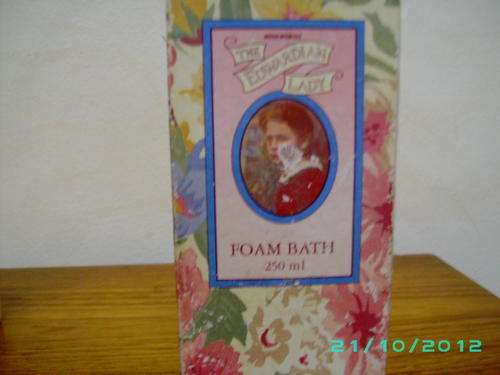 THE
EDWARDIAN
LADY
FOAM BATH
250 ml
21/10/2012